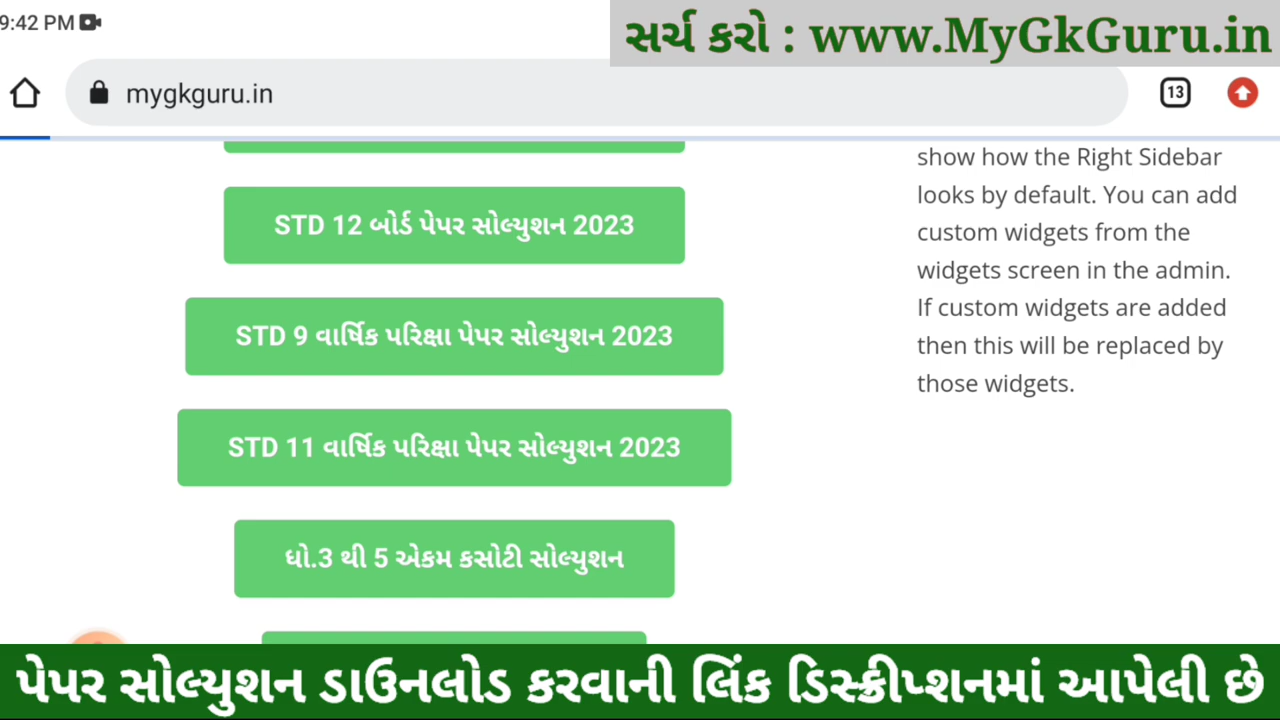 9:42 PM
સર્ચ કરો : www.MyGkGuru.in
mygkguru.in
13
show how the Right Sidebar
looks by default. You can add
custom widgets from the
widgets screen in the admin.
If custom widgets are added
then this will be replaced by
those widgets.
STD 12 બોર્ડ પેપર સોલ્યુશન 2023
STD 9 વાર્ષિક પરિક્ષા પેપર સોલ્યુશન 2023
STD 11 વાર્ષિક પરિક્ષા પેપર સોલ્યુશન 2023
ધો.3 થી 5 એકમ કસોટી સોલ્યુશન
પેપર સોલ્યુશન ડાઉનલોડ કરવાની લિંક ડિસ્ક્રીપ્શનમાં આપેલી છે